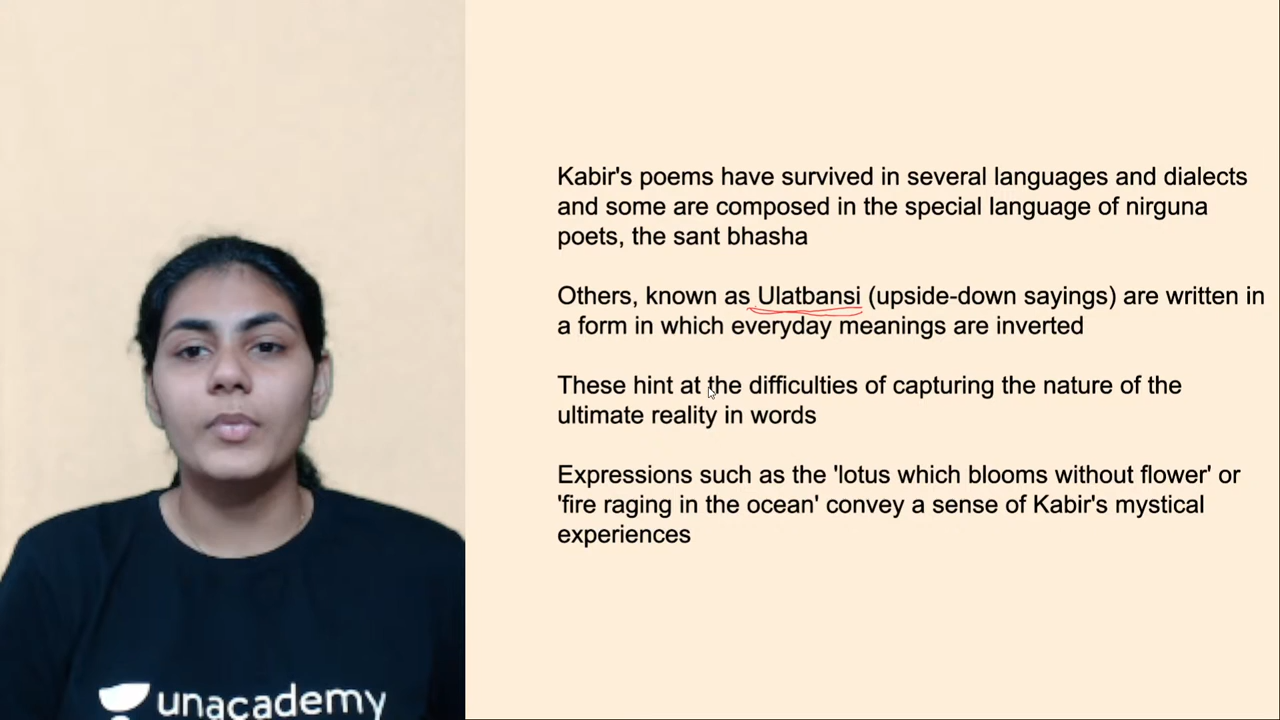 Kabir's poems have survived in several languages and dialects
and some are composed in the special language of nirguna
poets, the sant bhasha
Others, known as Ulatbansi (upside-down sayings) are written in
a form in which everyday meanings are inverted
These hint at the difficulties of capturing the nature of the
ultimate reality in words
Expressions such as the 'lotus which blooms without flower' or
'fire raging in the ocean' convey a sense of Kabir's mystical
experiences
unacademy